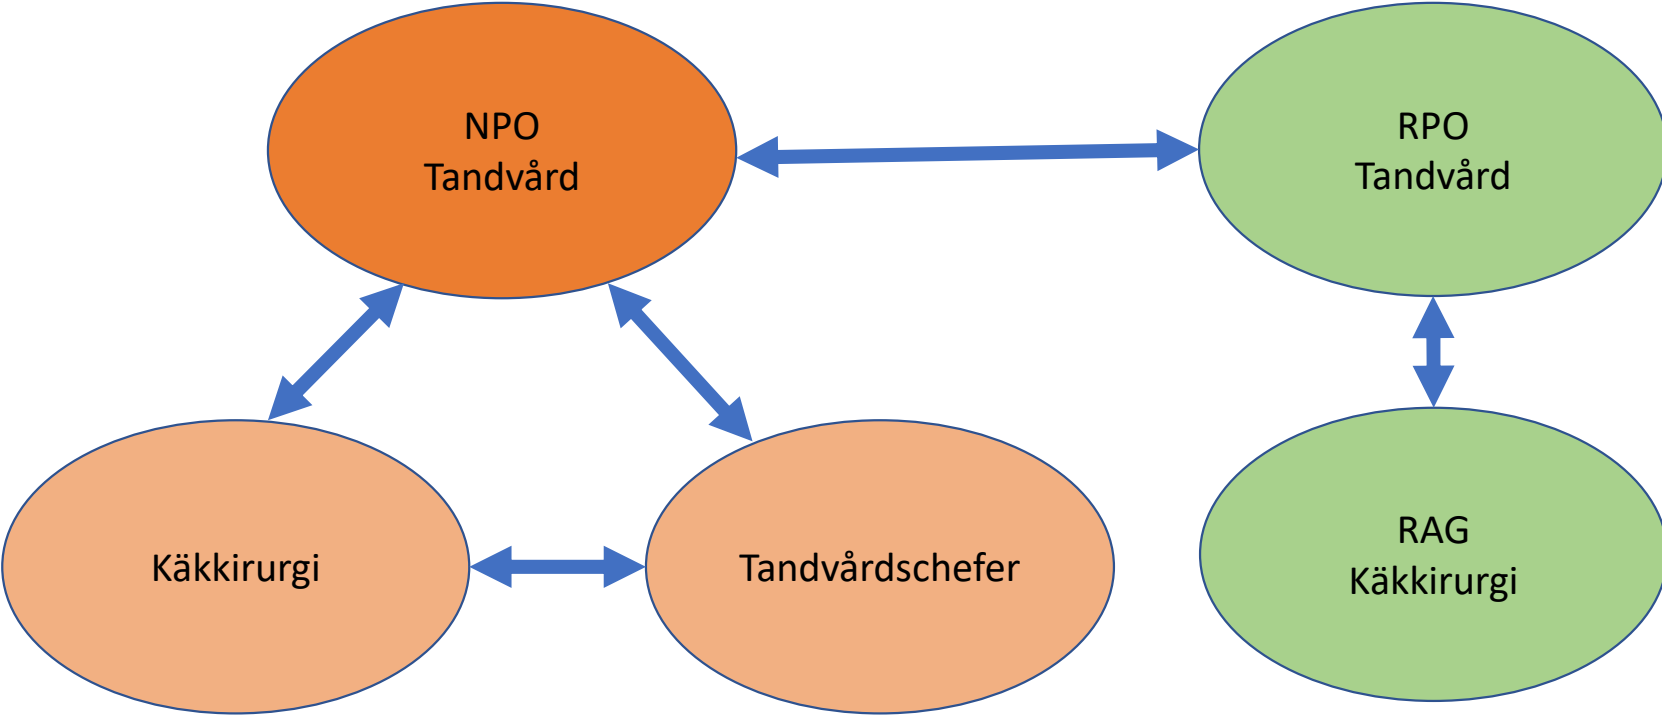 NPO
Tandvård
RPO
Tandvård
Käkkirurgi
Tandvårdschefer
RAG
Käkkirurgi